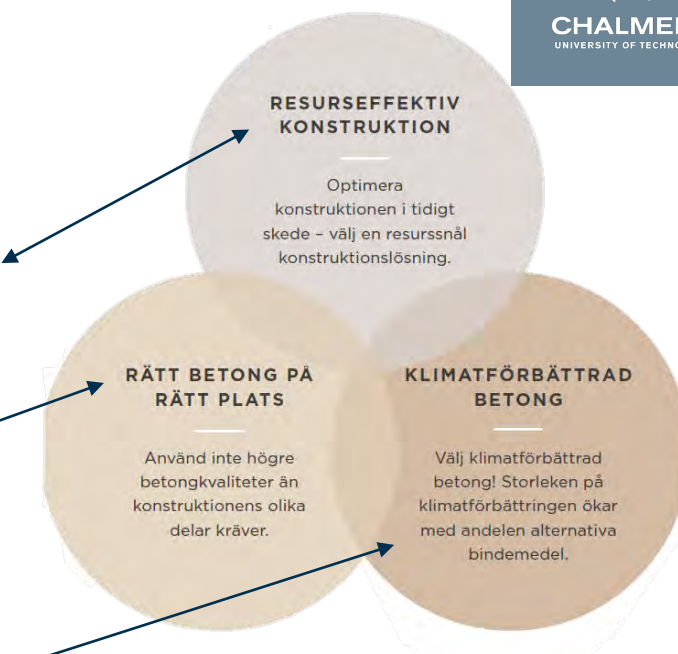 RESURSEFFEKTIV
KONSTRUKTION
Optimera
konstruktionen i tidigt
skede – välj en resurssnål
konstruktionslösning.
RÄTT BETONG PÅ
RÄTT PLATS
Använd inte högre
betongkvaliteter än
konstruktionens olika
delar kräver.
KLIMATFÖRBÄTTRAD
BETONG
Välj klimatförbättrad
betong! Storleken på
klimatförbättringen ökar
med andelen alternativa
bindemedel.
UNIVERSITY OF